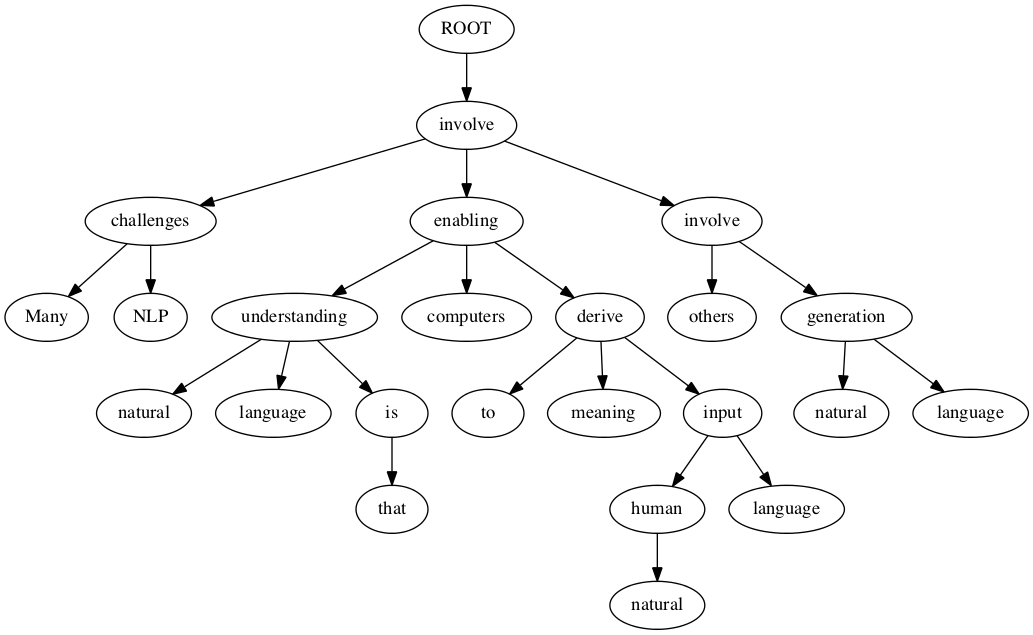 ROOT
involve
challenges enabling involve
Many NLP understanding computers derive others generation
natural language is to meaning input natural language
that human language
natural